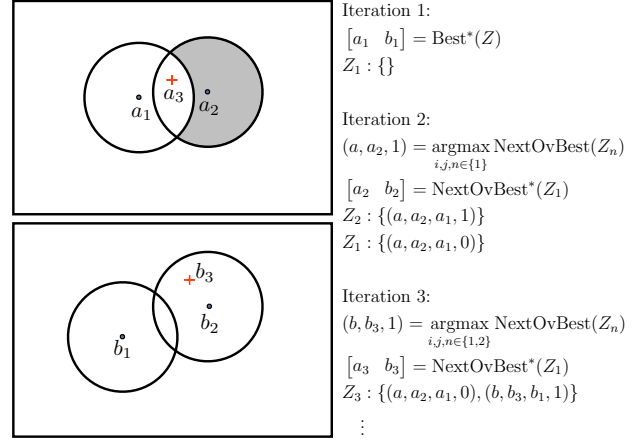 a₁
a₃
a₂
b₁
b₃
b₂
Iteration 1:
[a₁ b₁] = Best*(Z)
Z₁ : {}
Iteration 2:
(a, a₂, 1) = argmax NextOvBest(Zₙ)
i,j,n∈{1}
[a₂ b₂] = NextOvBest*(Z₁)
Z₂ : {(a, a₂, a₁, 1)}
Z₁ : {(a, a₂, a₁, 0)}
Iteration 3:
(b, b₃, 1) = argmax NextOvBest(Zₙ)
i,j,n∈{1,2}
[a₃ b₃] = NextOvBest*(Z₁)
Z₃ : {(a, a₂, a₁, 0), (b, b₃, b₁, 1)}
⋮